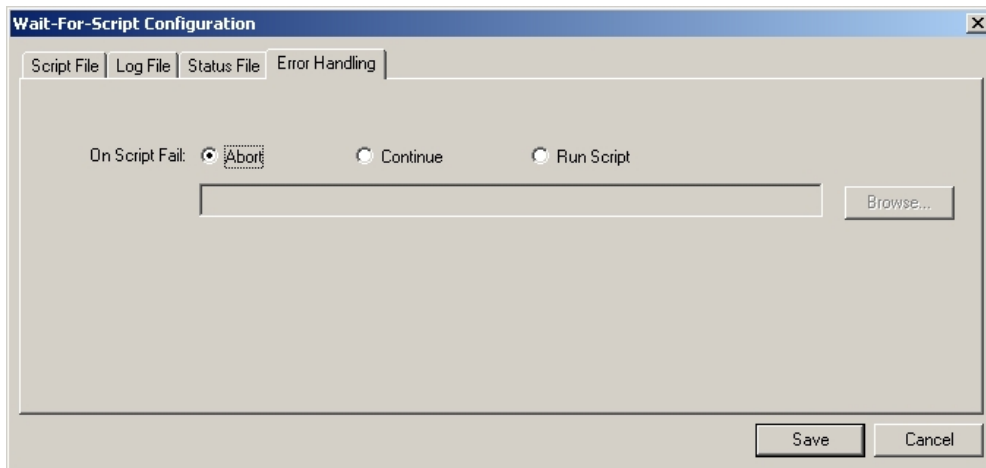 Wait-For-Script Configuration
Script File Log File Status File Error Handling
On Script Fail: Abort Continue Run Script
Browse...
Save Cancel